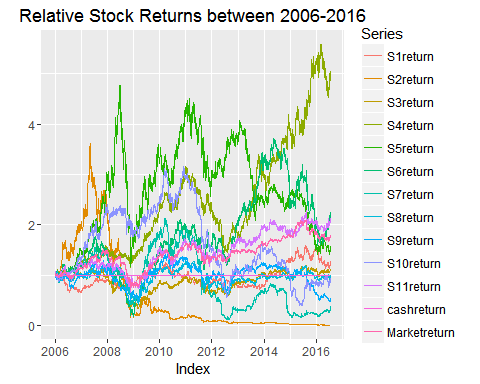 Relative Stock Returns between 2006-2016
Series
S1return
S2return
S3return
S4return
S5return
S6return
S7return
S8return
S9return
S10return
S11return
cashreturn
Marketreturn
4
2
0
2006 2008 2010 2012 2014 2016
Index